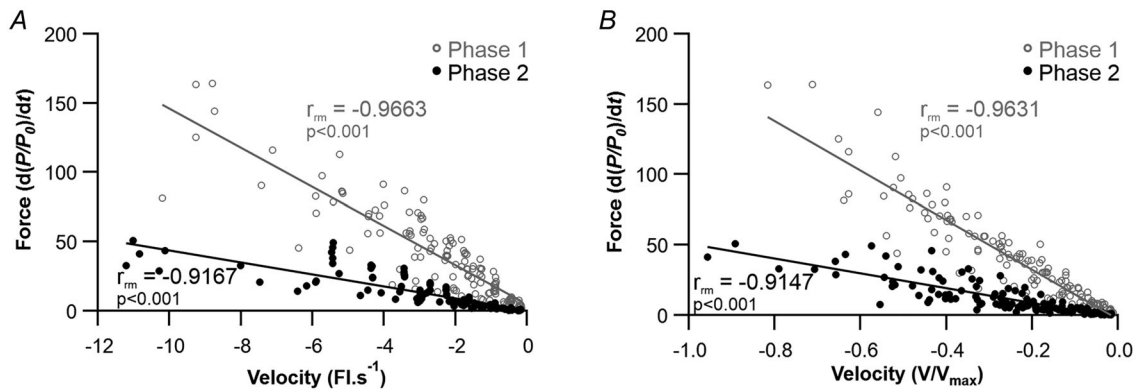 A
Force (d(P/P₀)/dt)
200
150
100
50
0
Phase 1
Phase 2
rᵣₘ = -0.9663
p<0.001
rᵣₘ = -0.9167
p<0.001
-12
-10
-8
-6
-4
-2
0
Velocity (Fl.s⁻¹)
B
Force (d(P/P₀)/dt)
200
150
100
50
0
Phase 1
Phase 2
rᵣₘ = -0.9631
p<0.001
rᵣₘ = -0.9147
p<0.001
-1.0
-0.8
-0.6
-0.4
-0.2
0.0
Velocity (V/Vₘₐₓ)